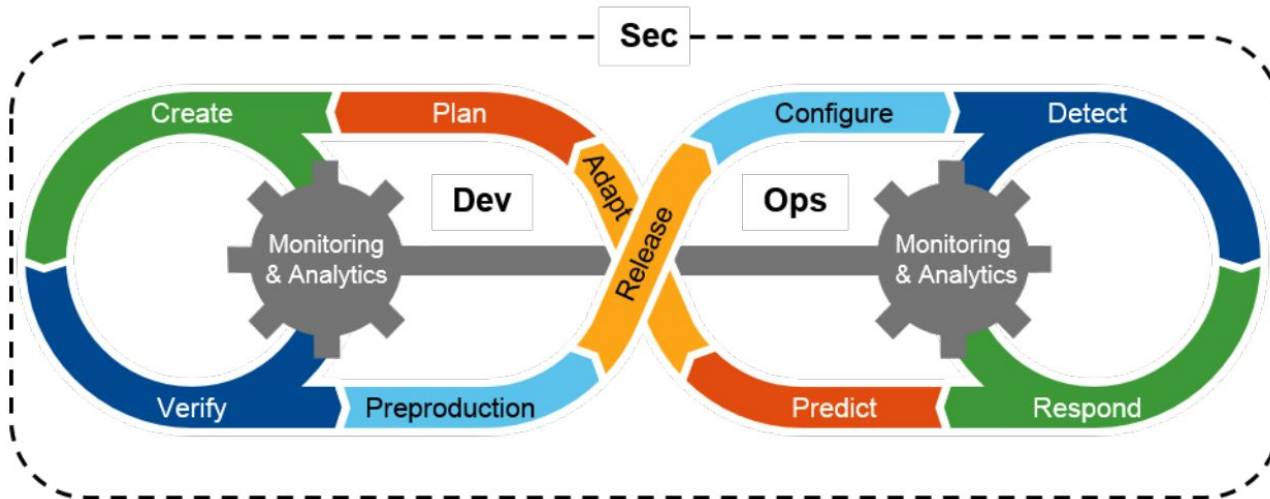 Sec
Create
Plan
Configure
Detect
Adapt
Dev
Release
Ops
Monitoring
& Analytics
Monitoring
& Analytics
Verify
Preproduction
Predict
Respond